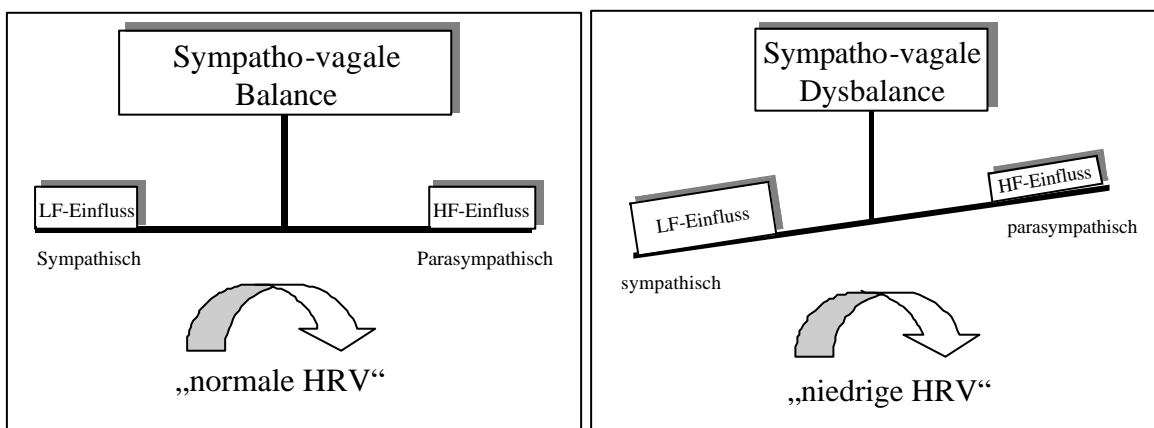 Sympatho-vagale
Balance
LF-Einfluss
HF-Einfluss
Sympathisch
Parasympathisch
„normale HRV“
Sympatho-vagale
Dysbalance
HF-Einfluss
LF-Einfluss
parasympathisch
sympathisch
„niedrige HRV“